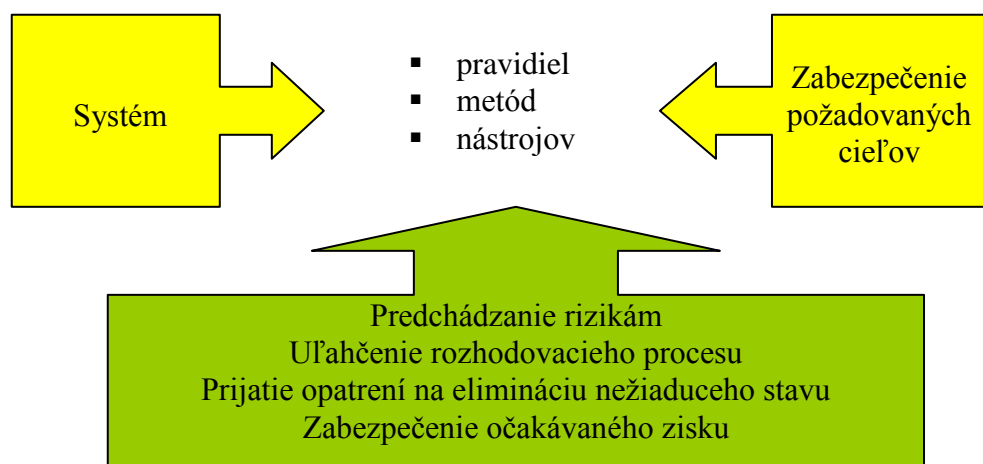 Systém
▪ pravidiel
▪ metód
▪ nástrojov
Zabezpečenie
požadovaných
cieľov
Predchádzanie rizikám
Uľahčenie rozhodovacieho procesu
Prijatie opatrení na elimináciu nežiaduceho stavu
Zabezpečenie očakávaného zisku